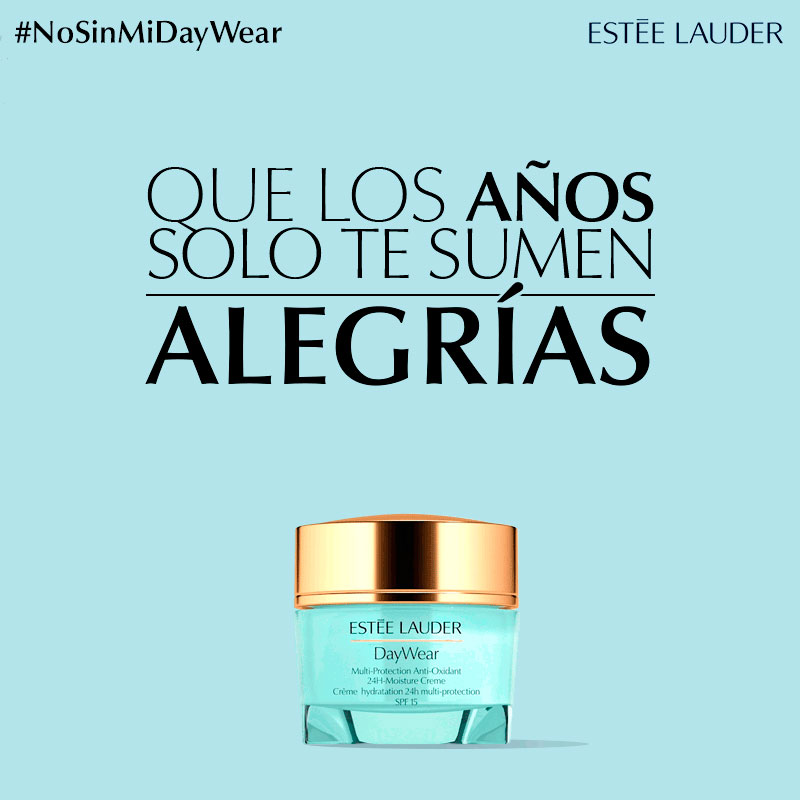 #NoSinMiDayWear
ESTĒE LAUDER
QUE LOS AÑOS
SOLO TE SUMEN
ALEGRÍAS
ESTĒE LAUDER
DayWear
Multi-Protection Anti-Oxidant
24H-Moisture Creme
Crème hydratation 24h multi-protection
SPF 15